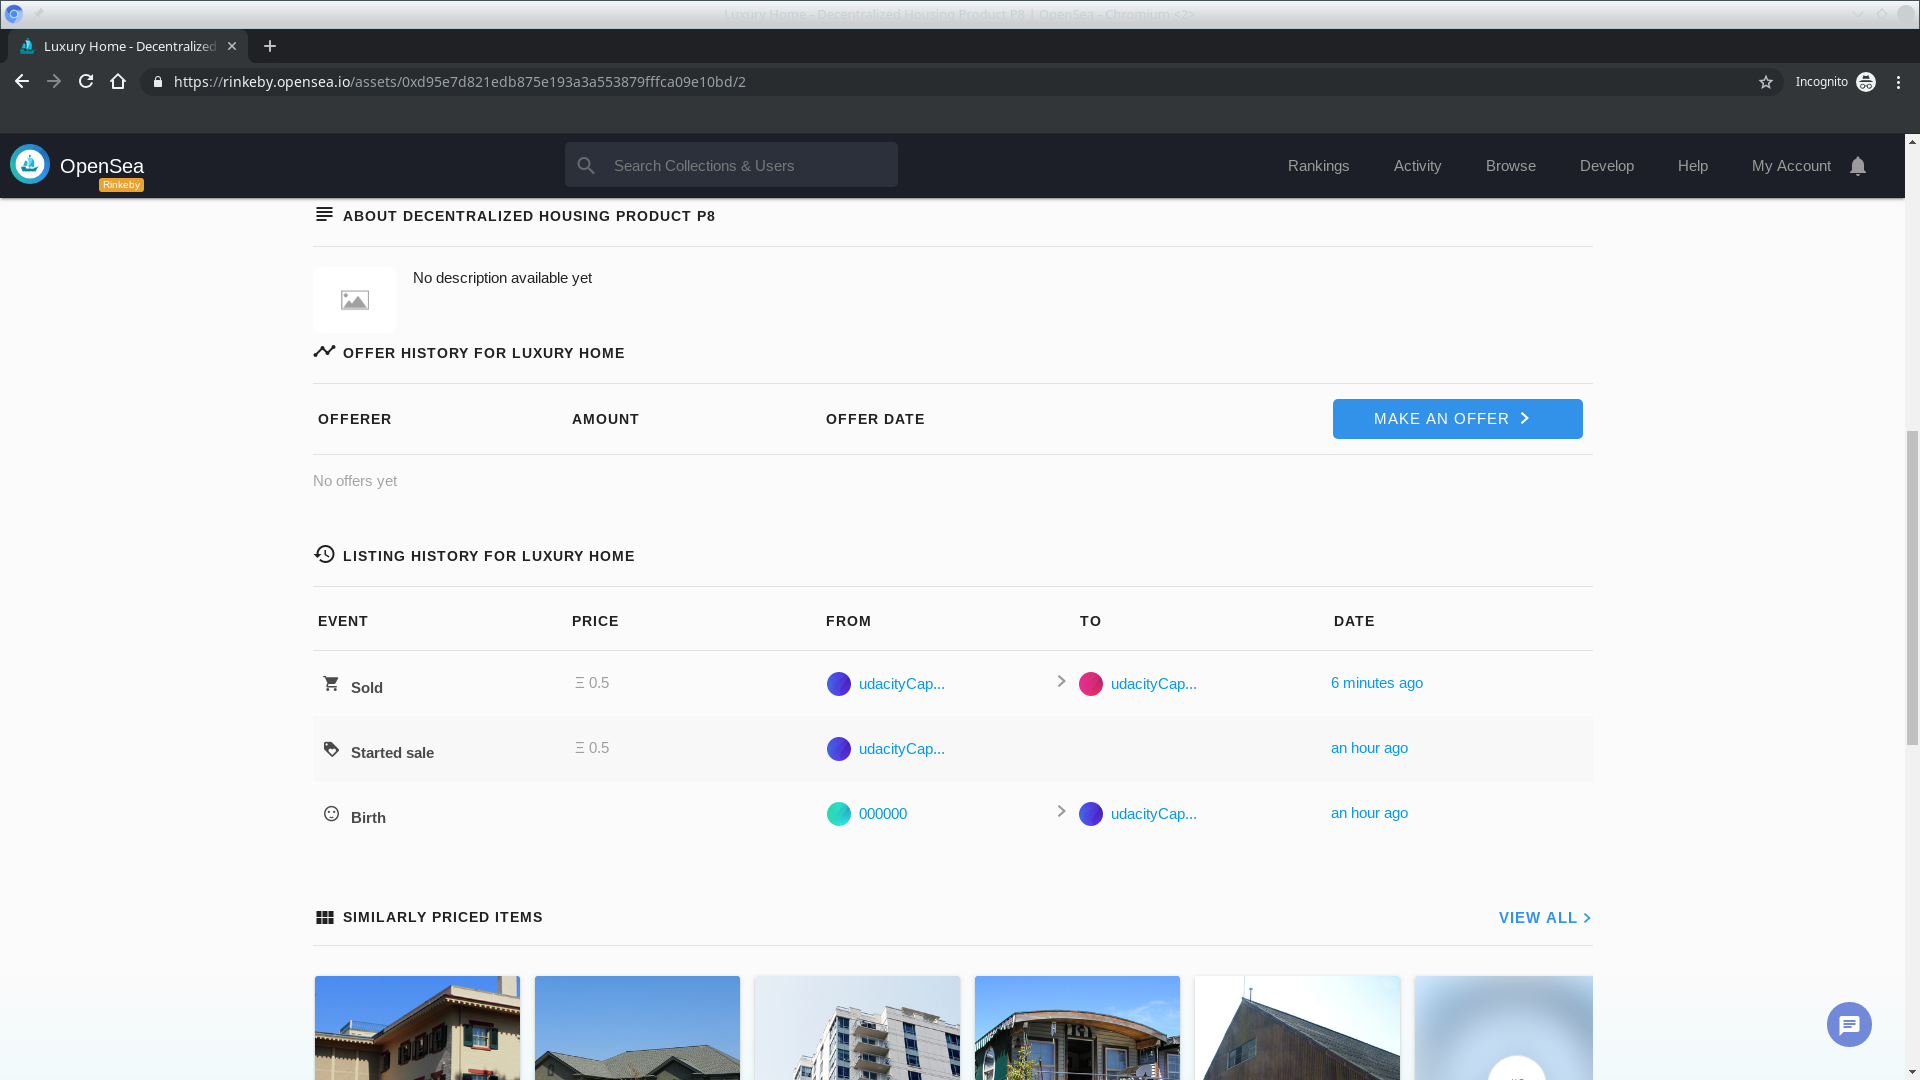 Luxury Home - Decentralized Housing Product P8 | OpenSea - Chromium <2>
Luxury Home - Decentralized
https://rinkeby.opensea.io/assets/0xd95e7d821edb875e193a3a553879fffca09e10bd/2
Incognito
OpenSea
Rinkeby
Search Collections & Users
Rankings
Activity
Browse
Develop
Help
My Account
ABOUT DECENTRALIZED HOUSING PRODUCT P8
No description available yet
OFFER HISTORY FOR LUXURY HOME
OFFERER AMOUNT OFFER DATE MAKE AN OFFER
No offers yet
LISTING HISTORY FOR LUXURY HOME
EVENT PRICE FROM TO DATE
Sold Ξ 0.5 udacityCap... udacityCap... 6 minutes ago
Started sale Ξ 0.5 udacityCap... an hour ago
Birth 000000 udacityCap... an hour ago
SIMILARLY PRICED ITEMS VIEW ALL